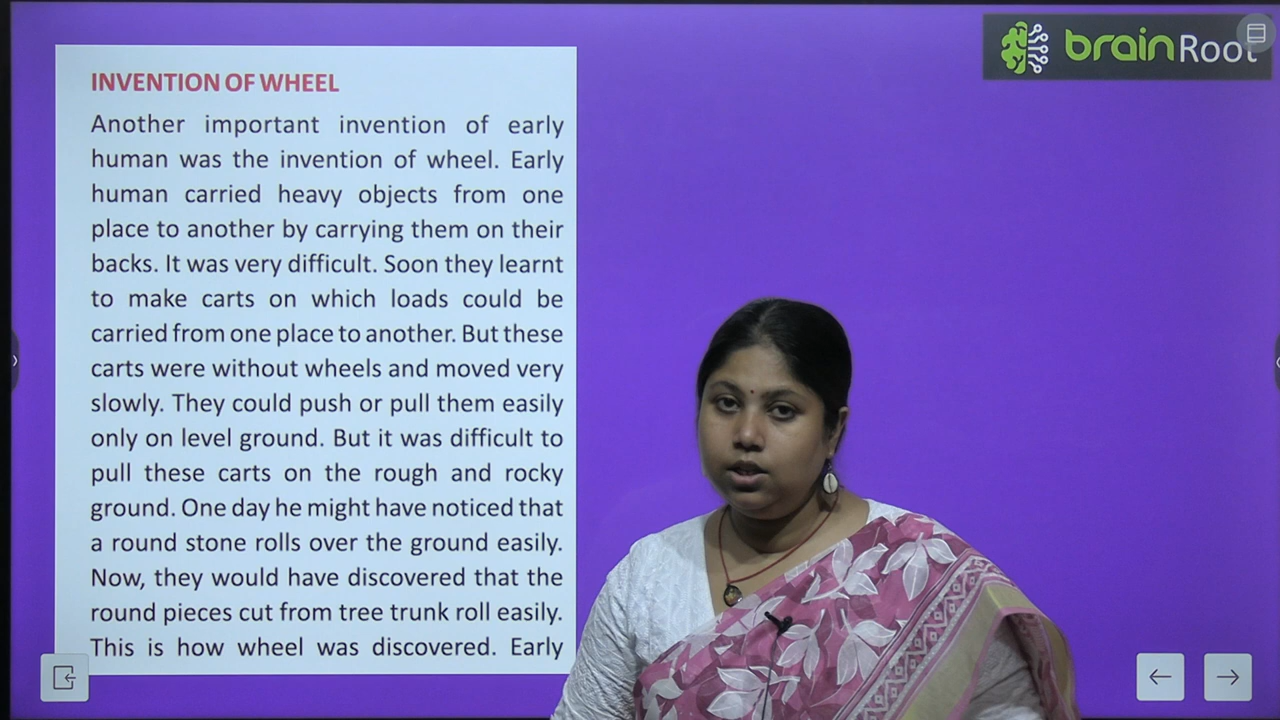 brainRoot
INVENTION OF WHEEL
Another important invention of early
human was the invention of wheel. Early
human carried heavy objects from one
place to another by carrying them on their
backs. It was very difficult. Soon they learnt
to make carts on which loads could be
carried from one place to another. But these
carts were without wheels and moved very
slowly. They could push or pull them easily
only on level ground. But it was difficult to
pull these carts on the rough and rocky
ground. One day he might have noticed that
a round stone rolls over the ground easily.
Now, they would have discovered that the
round pieces cut from tree trunk roll easily.
This is how wheel was discovered. Early